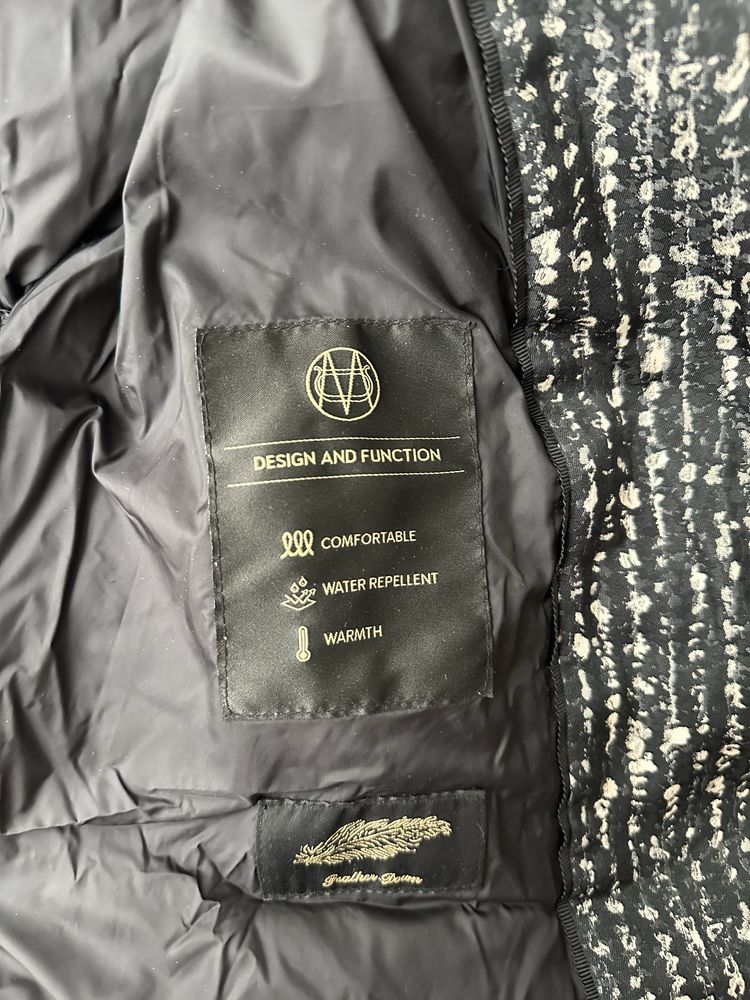 DESIGN AND FUNCTION
COMFORTABLE
WATER REPELLENT
WARMTH
Feather Down